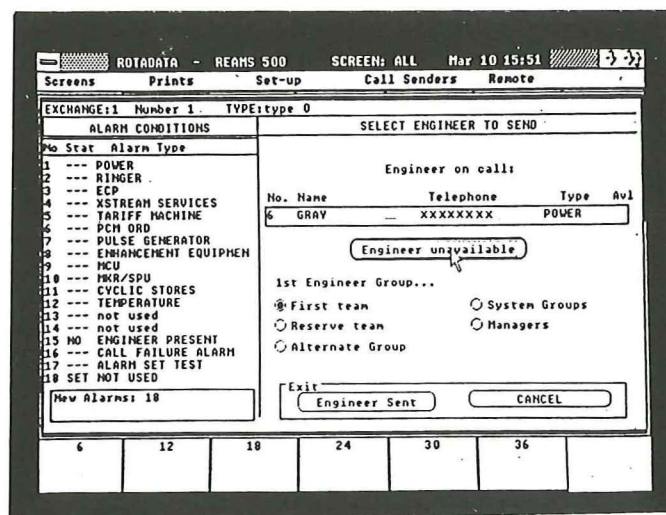 ROTADATA - REAMS 500 SCREEN: ALL Mar 10 15:51
Screens Prints Set-up Call Senders Remote
EXCHANGE:1 Number 1. TYPE:type 0
ALARM CONDITIONS
No Stat Alarm Type
1 --- POWER
2 --- RINGER
3 --- ECP
4 --- XSTREAM SERVICES
5 --- TARIFF MACHINE
6 --- PCM ORD
7 --- PULSE GENERATOR
8 --- ENHANCEMENT EQUIPMEN
9 --- MCU
10 --- MKR/SPU
11 --- CYCLIC STORES
12 --- TEMPERATURE
13 --- not used
14 --- not used
15 NO ENGINEER PRESENT
16 --- CALL FAILURE ALARM
17 --- ALARM SET TEST
18 SET NOT USED
New Alarms: 18
SELECT ENGINEER TO SEND
Engineer on call:
No. Name Telephone Type Avl
6 GRAY _ XXXXXXXX POWER
Engineer unavailable
1st Engineer Group...
First team System Groups
Reserve team Managers
Alternate Group
Exit
Engineer Sent CANCEL
6 12 18 24 30 36